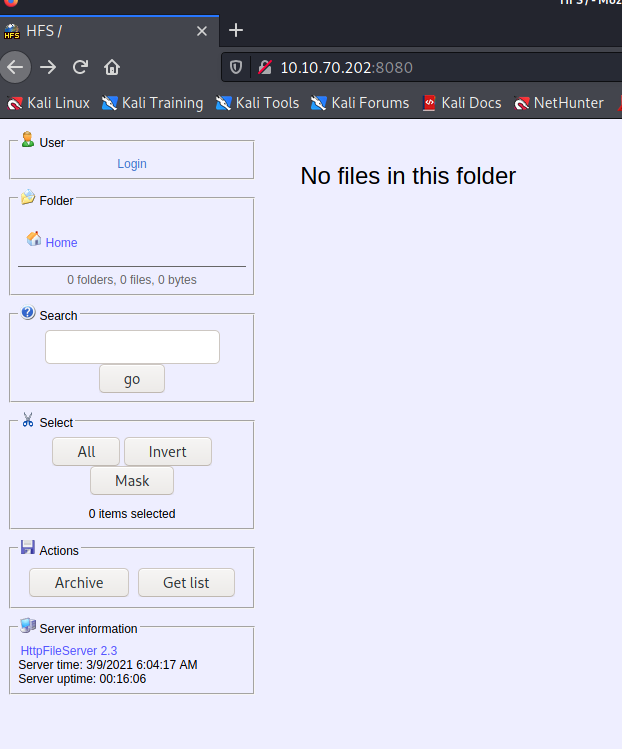 HFS / - Moz
HFS
HFS /
10.10.70.202:8080
Kali Linux Kali Training Kali Tools Kali Forums Kali Docs NetHunter
User
Login
Folder
Home
0 folders, 0 files, 0 bytes
Search
go
Select
All Invert
Mask
0 items selected
Actions
Archive Get list
Server information
HttpFileServer 2.3
Server time: 3/9/2021 6:04:17 AM
Server uptime: 00:16:06
No files in this folder